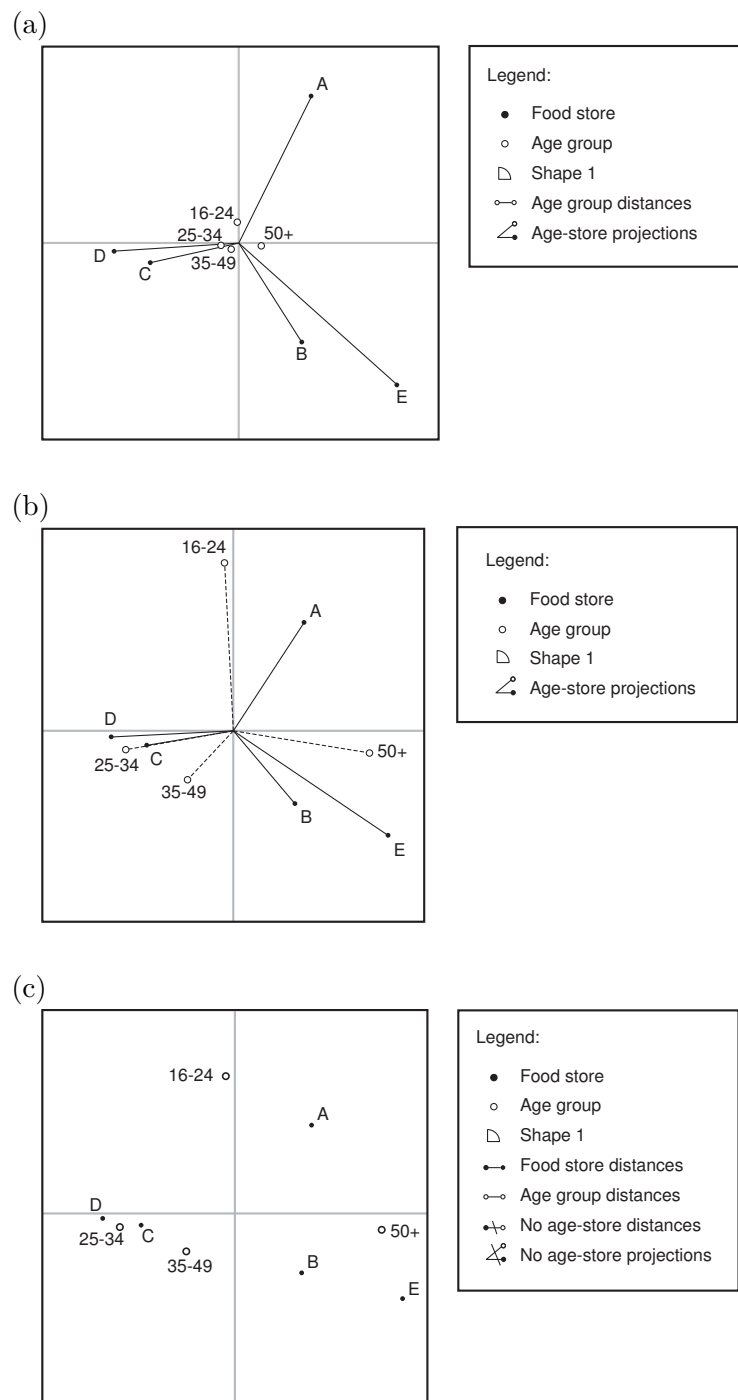 (a)
A
16-24
25-34
50+
D
C
35-49
B
E
Legend:
Food store
Age group
Shape 1
Age group distances
Age-store projections
(b)
16-24
A
D
25-34
C
50+
35-49
B
E
Legend:
Food store
Age group
Shape 1
Age-store projections
(c)
16-24
A
D
25-34
C
50+
35-49
B
E
Legend:
Food store
Age group
Shape 1
Food store distances
Age group distances
No age-store distances
No age-store projections